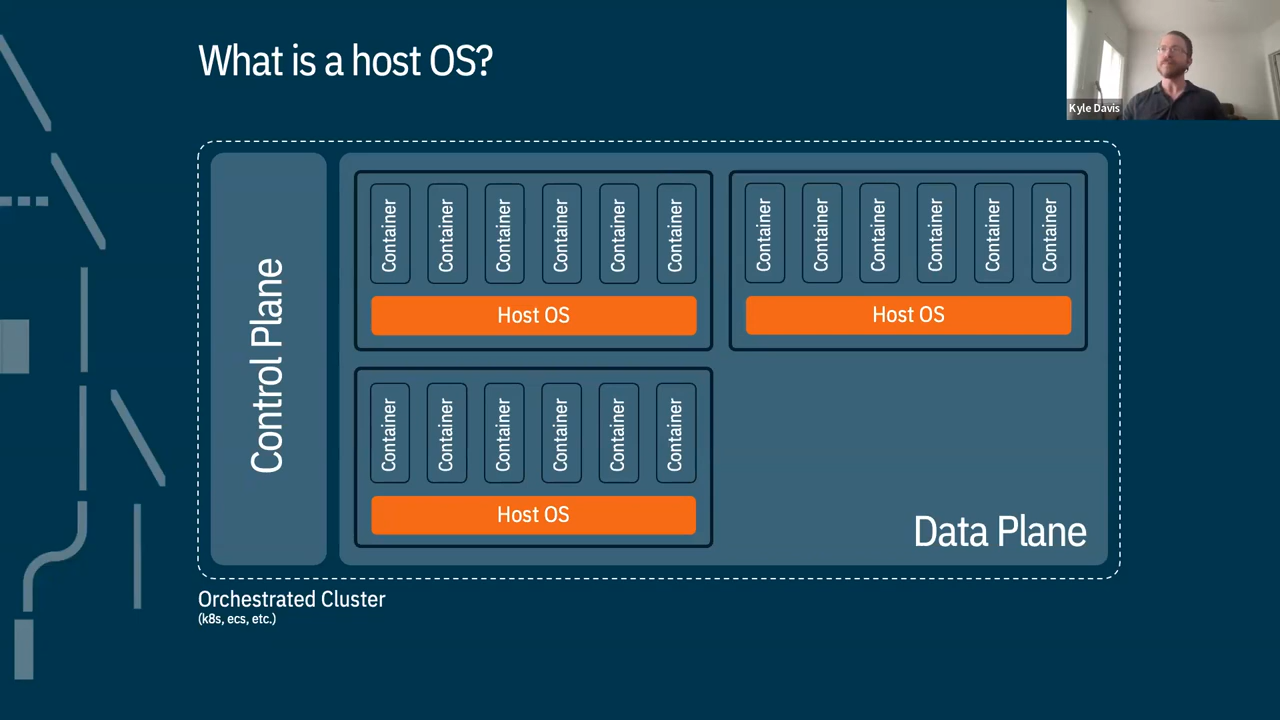 What is a host OS?
Kyle Davis
Control Plane
Container
Container
Container
Container
Container
Container
Host OS
Container
Container
Container
Container
Container
Container
Host OS
Container
Container
Container
Container
Container
Container
Host OS
Data Plane
Orchestrated Cluster
(k8s, ecs, etc.)